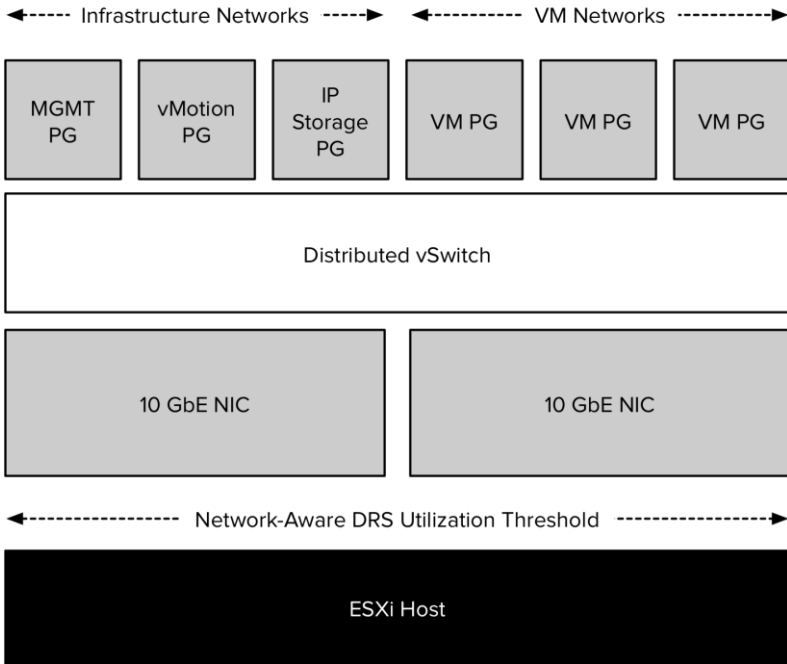 Infrastructure Networks
VM Networks
MGMT
PG
vMotion
PG
IP
Storage
PG
VM PG
VM PG
VM PG
Distributed vSwitch
10 GbE NIC
10 GbE NIC
Network-Aware DRS Utilization Threshold
ESXi Host